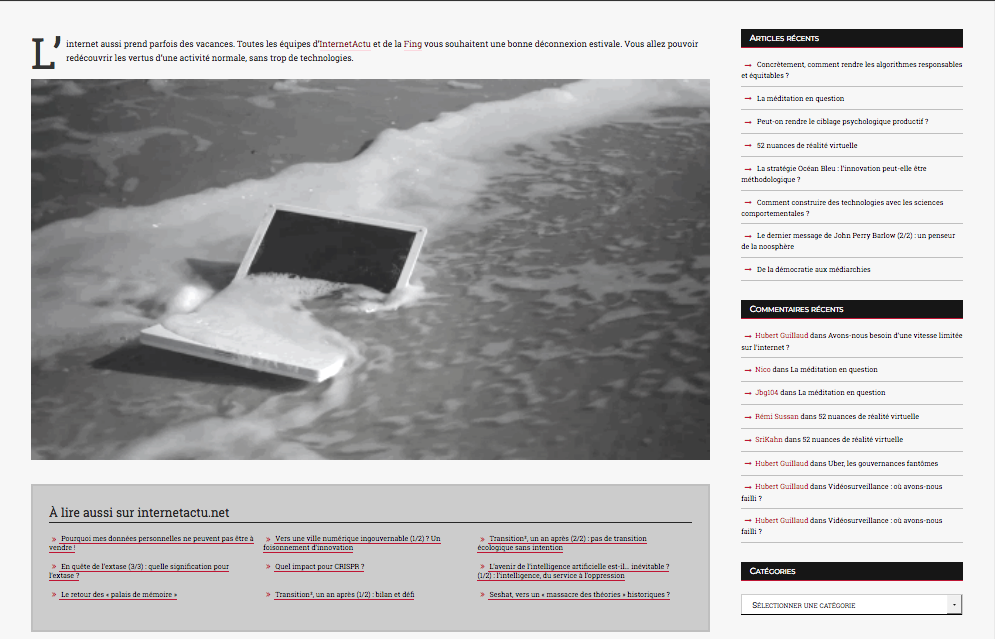 L'internet aussi prend parfois des vacances. Toutes les équipes d'InternetActu et de la Fing vous souhaitent une bonne déconnexion estivale. Vous allez pouvoir
redécouvrir les vertus d'une activité normale, sans trop de technologies.
À lire aussi sur internetactu.net
» Pourquoi mes données personnelles ne peuvent pas être à
vendre !
» Vers une ville numérique ingouvernable (1/2) ? Un
foisonnement d'innovation
» Transition², un an après (2/2) : pas de transition
écologique sans intention
» En quête de l'extase (3/3) : quelle signification pour
l'extase ?
» Quel impact pour CRISPR ?
» L'avenir de l'intelligence artificielle est-il... inévitable ?
(1/2) : l'intelligence, du service à l'oppression
» Le retour des « palais de mémoire »
» Transition², un an après (1/2) : bilan et défi
» Seshat, vers un « massacre des théories » historiques ?
Articles récents
→ Concrètement, comment rendre les algorithmes responsables
et équitables ?
→ La méditation en question
→ Peut-on rendre le ciblage psychologique productif ?
→ 52 nuances de réalité virtuelle
→ La stratégie Océan Bleu : l'innovation peut-elle être
méthodologique ?
→ Comment construire des technologies avec les sciences
comportementales ?
→ Le dernier message de John Perry Barlow (2/2) : un penseur
de la noosphère
→ De la démocratie aux médiarchies
Commentaires récents
→ Hubert Guillaud dans Avons-nous besoin d'une vitesse limitée
sur l'internet ?
→ Nico dans La méditation en question
→ Jbg104 dans La méditation en question
→ Rémi Sussan dans 52 nuances de réalité virtuelle
→ SriKahn dans 52 nuances de réalité virtuelle
→ Hubert Guillaud dans Uber, les gouvernances fantômes
→ Hubert Guillaud dans Vidéosurveillance : où avons-nous
failli ?
→ Hubert Guillaud dans Vidéosurveillance : où avons-nous
failli ?
Catégories
Sélectionner une catégorie